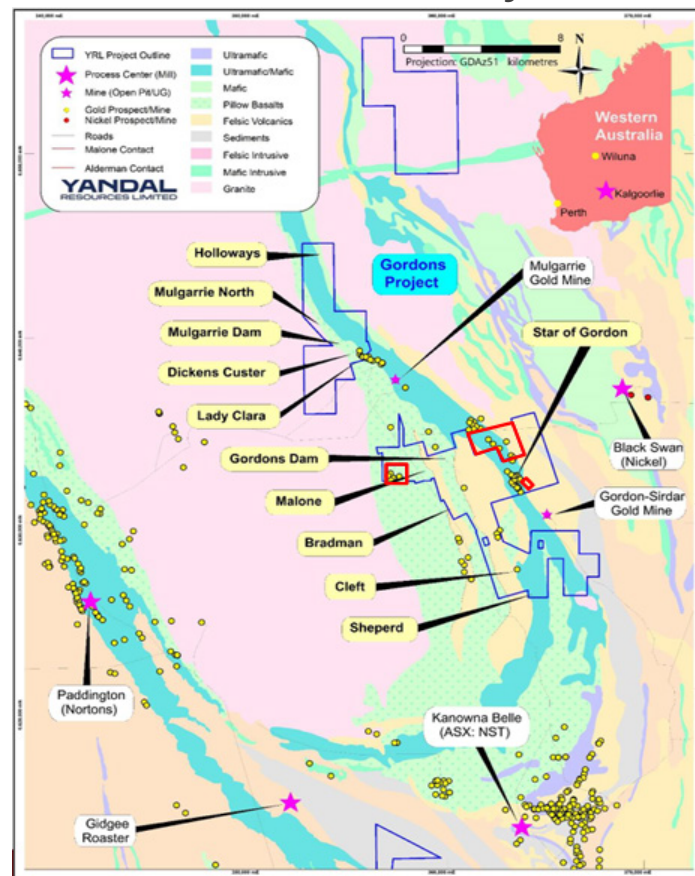 0
8
Projection: GDAz51 kilometres
N
YRL Project Outline
Process Center (Mill)
Mine (Open Pit/UG)
Gold Prospect/Mine
Nickel Prospect/Mine
Roads
Malone Contact
Alderman Contact
YANDAL
RESOURCES LIMITED
Ultramafic
Ultramafic/Mafic
Mafic
Pillow Basalts
Felsic Volcanics
Sediments
Felsic Intrusive
Mafic Intrusive
Granite
Western
Australia
Wiluna
Kalgoorlie
Perth
Holloways
Mulgarrie North
Mulgarrie Dam
Dickens Custer
Lady Clara
Gordons
Project
Mulgarrie
Gold Mine
Star of Gordon
Black Swan
(Nickel)
Gordons Dam
Malone
Bradman
Cleft
Sheperd
Gordon-Sirdar
Gold Mine
Paddington
(Nortons)
Kanowna Belle
(ASX: NST)
Gidgee
Roaster